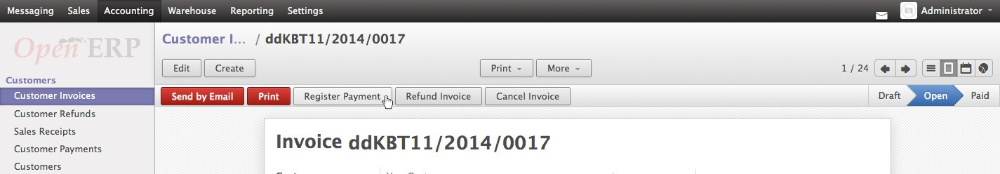 Messaging Sales Accounting Warehouse Reporting Settings Administrator
Open ERP
Customer I... / ddKBT11/2014/0017
Edit Create Print More 1 / 24
Customers
Customer Invoices
Send by Email Print Register Payment Refund Invoice Cancel Invoice Draft Open Paid
Customer Refunds
Sales Receipts
Invoice ddKBT11/2014/0017
Customer Payments
Customers